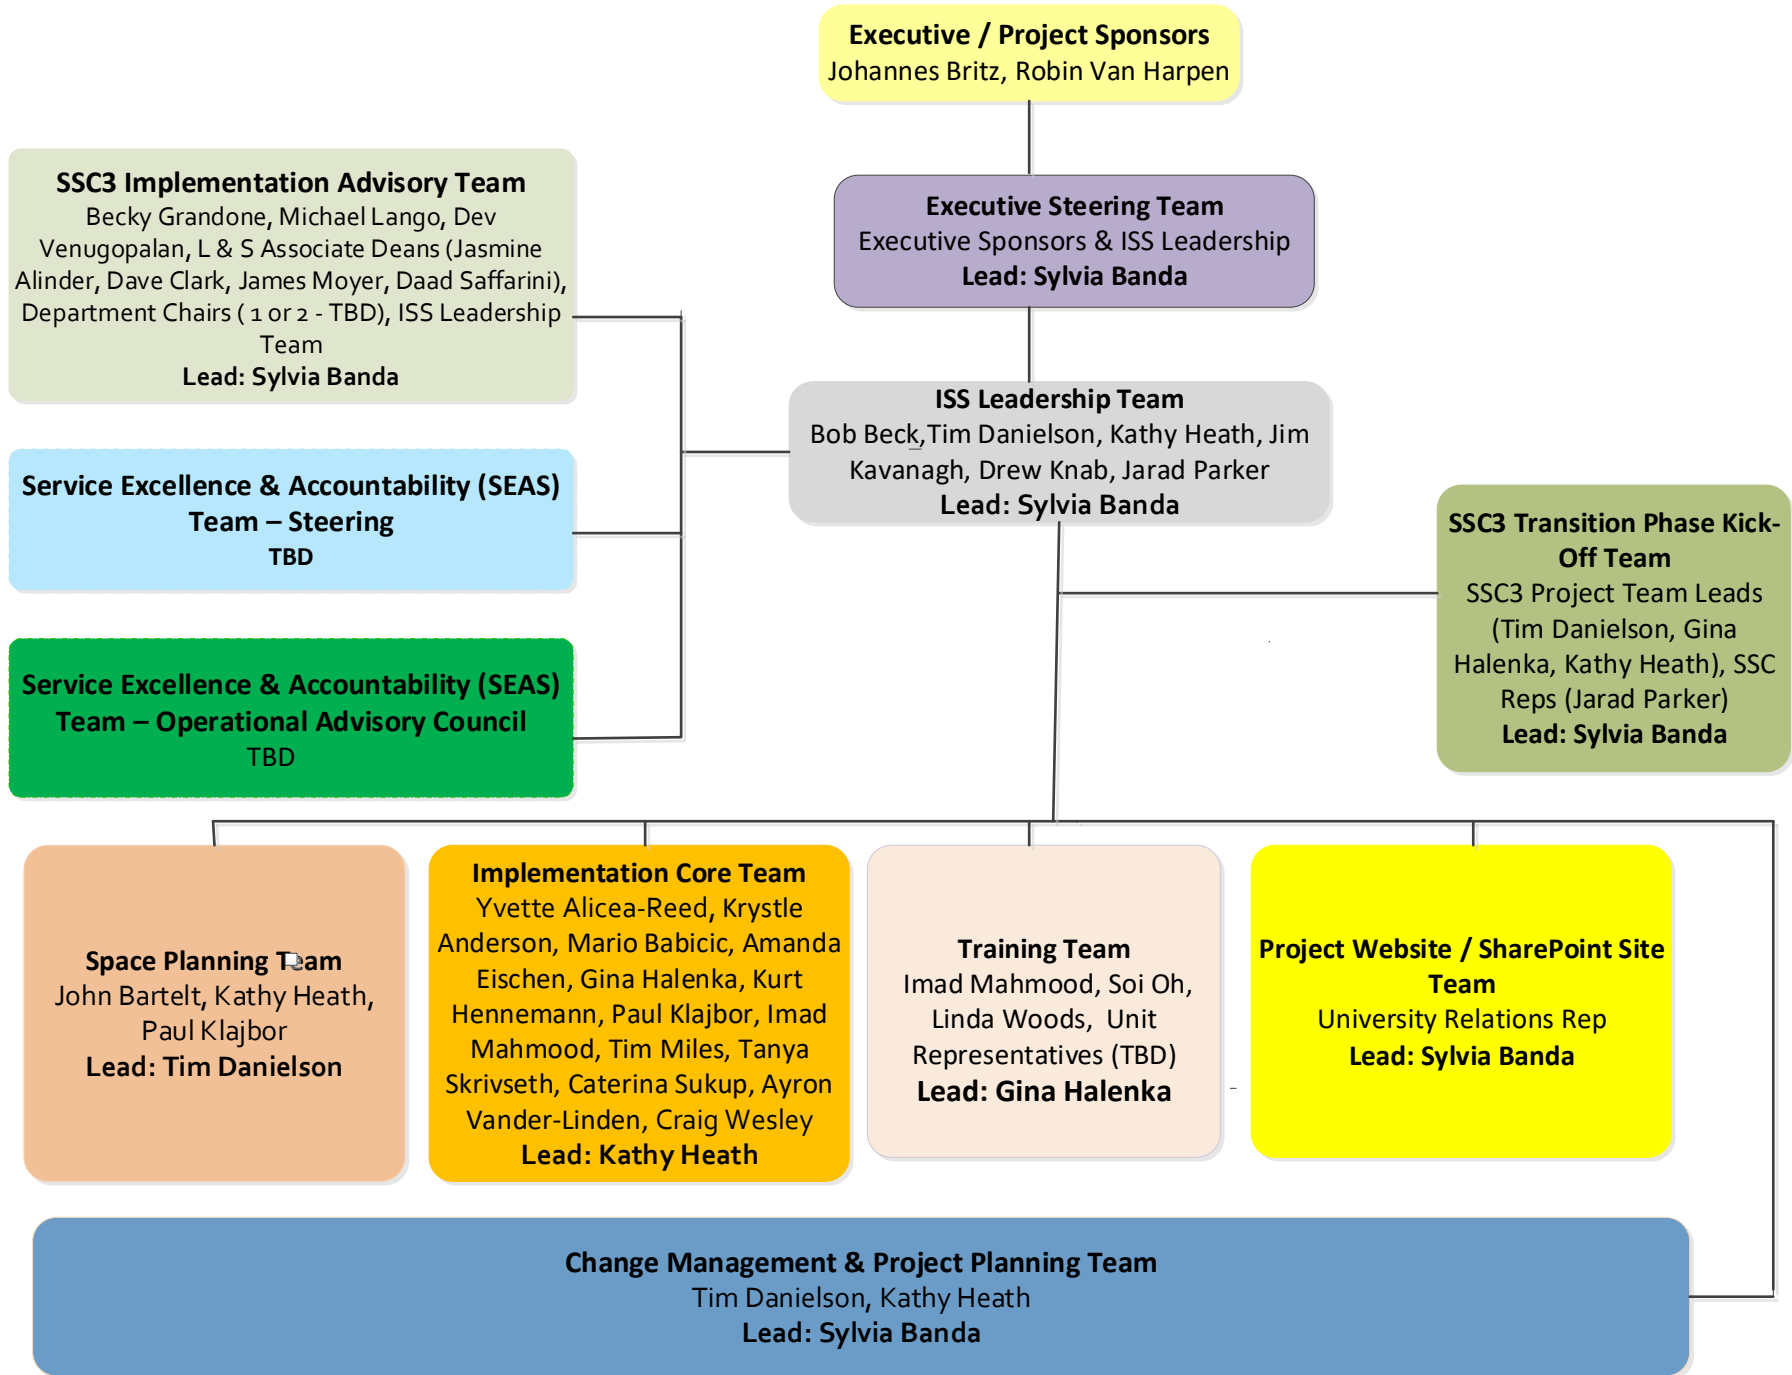 Executive / Project Sponsors
Johannes Britz, Robin Van Harpen
SSC3 Implementation Advisory Team
Becky Grandone, Michael Lango, Dev
Venugopalan, L & S Associate Deans (Jasmine
Alinder, Dave Clark, James Moyer, Daad Saffarini),
Department Chairs ( 1 or 2 - TBD), ISS Leadership
Team
Lead: Sylvia Banda
Executive Steering Team
Executive Sponsors & ISS Leadership
Lead: Sylvia Banda
ISS Leadership Team
Bob Beck,Tim Danielson, Kathy Heath, Jim
Kavanagh, Drew Knab, Jarad Parker
Lead: Sylvia Banda
Service Excellence & Accountability (SEAS)
Team – Steering
TBD
SSC3 Transition Phase Kick-
Off Team
SSC3 Project Team Leads
(Tim Danielson, Gina
Halenka, Kathy Heath), SSC
Reps (Jarad Parker)
Lead: Sylvia Banda
Service Excellence & Accountability (SEAS)
Team – Operational Advisory Council
TBD
Space Planning Team
John Bartelt, Kathy Heath,
Paul Klajbor
Lead: Tim Danielson
Implementation Core Team
Yvette Alicea-Reed, Krystle
Anderson, Mario Babicic, Amanda
Eischen, Gina Halenka, Kurt
Hennemann, Paul Klajbor, Imad
Mahmood, Tim Miles, Tanya
Skrivseth, Caterina Sukup, Ayron
Vander-Linden, Craig Wesley
Lead: Kathy Heath
Training Team
Imad Mahmood, Soi Oh,
Linda Woods, Unit
Representatives (TBD)
Lead: Gina Halenka
Project Website / SharePoint Site
Team
University Relations Rep
Lead: Sylvia Banda
Change Management & Project Planning Team
Tim Danielson, Kathy Heath
Lead: Sylvia Banda